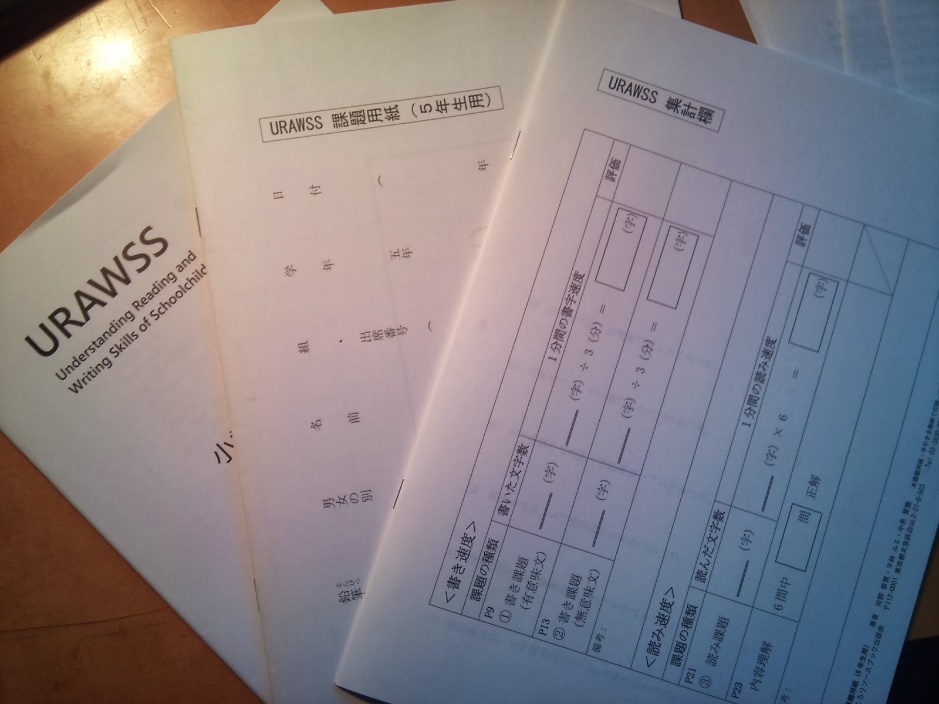 URAWSS
Understanding Reading and
Writing Skills of Schoolchild
小
URAWSS 課題用紙（5年生用）
日付（ 年
学年 五年
組・出席番号（
名前
男女の別
鉛筆 えんぴつ
URAWSS 集計欄
＜書き速度＞
課題の種類 書いた文字数 1分間の書字速度 評価
P9
① 書き課題 (字) (字) ÷ 3 (分) = (字)
(有意味文)
P13
② 書き課題 (字) (字) ÷ 3 (分) = (字)
(無意味文)
備考：
＜読み速度＞
課題の種類 読んだ文字数 1分間の読み速度 評価
P21
③ 読み課題 (字) (字) × 6 = (字)
P23
内容理解 6問中 問 正解
考：